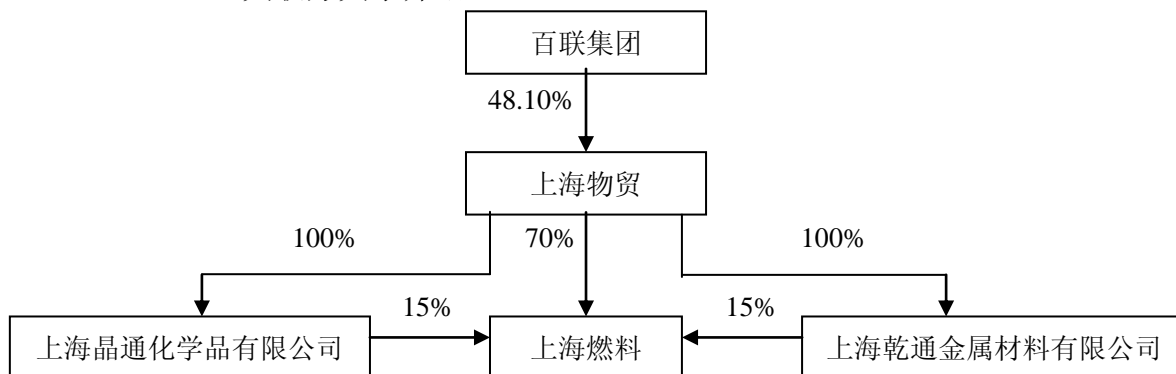 百联集团
48.10%
上海物贸
100%
70%
100%
15%
15%
上海晶通化学品有限公司
上海燃料
上海乾通金属材料有限公司